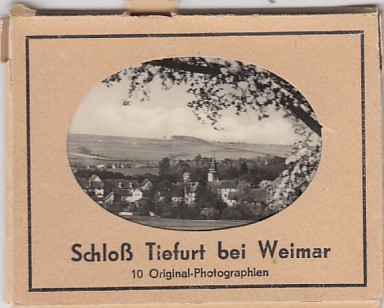 Schloß Tiefurt bei Weimar
10 Original-Photographien